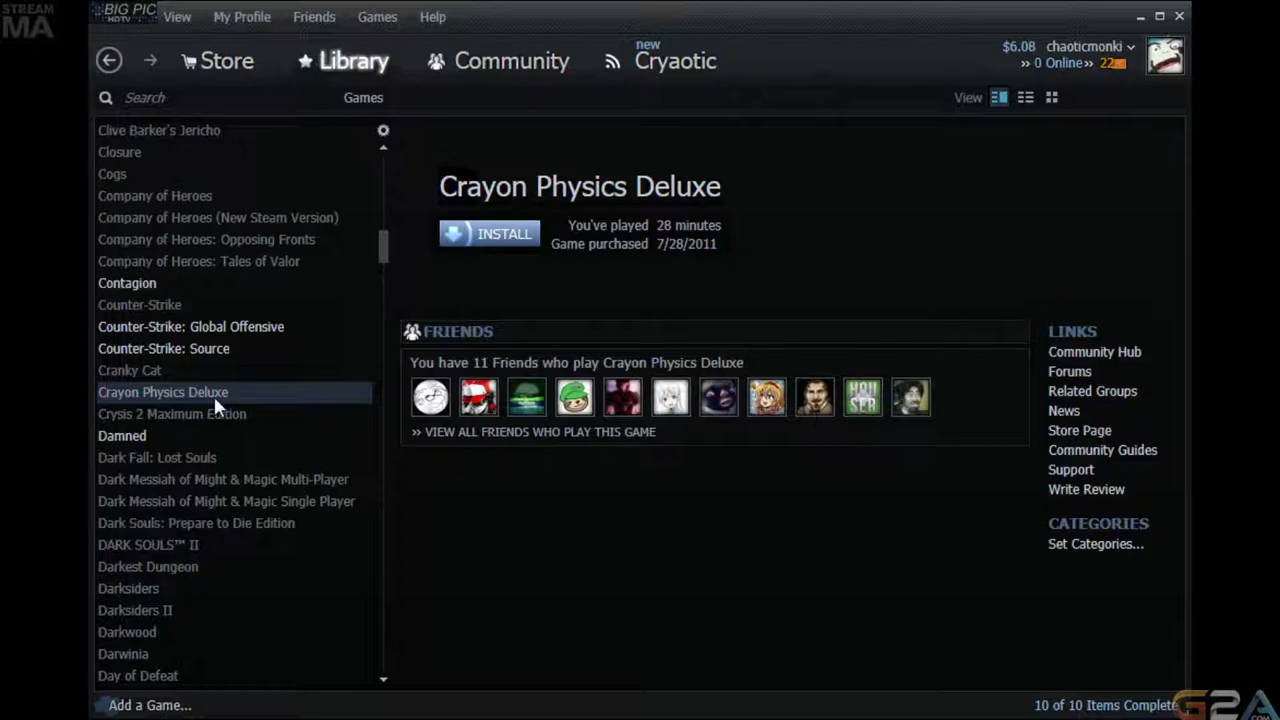 STREAM
MA
BIG PIC
HDTV
View My Profile Friends Games Help
$6.08 chaoticmonki
Store Library Community new Cryaotic
» 0 Online » 22
Search Games View
Clive Barker's Jericho
Closure
Cogs
Company of Heroes
Company of Heroes (New Steam Version)
Company of Heroes: Opposing Fronts
Company of Heroes: Tales of Valor
Contagion
Counter-Strike
Counter-Strike: Global Offensive
Counter-Strike: Source
Cranky Cat
Crayon Physics Deluxe
Crysis 2 Maximum Edition
Damned
Dark Fall: Lost Souls
Dark Messiah of Might & Magic Multi-Player
Dark Messiah of Might & Magic Single Player
Dark Souls: Prepare to Die Edition
DARK SOULS™ II
Darkest Dungeon
Darksiders
Darksiders II
Darkwood
Darwinia
Day of Defeat
Crayon Physics Deluxe
INSTALL
You've played 28 minutes
Game purchased 7/28/2011
FRIENDS
You have 11 Friends who play Crayon Physics Deluxe
HAU
SER
» VIEW ALL FRIENDS WHO PLAY THIS GAME
LINKS
Community Hub
Forums
Related Groups
News
Store Page
Community Guides
Support
Write Review
CATEGORIES
Set Categories...
Add a Game...
10 of 10 Items Complete
G2A
.COM